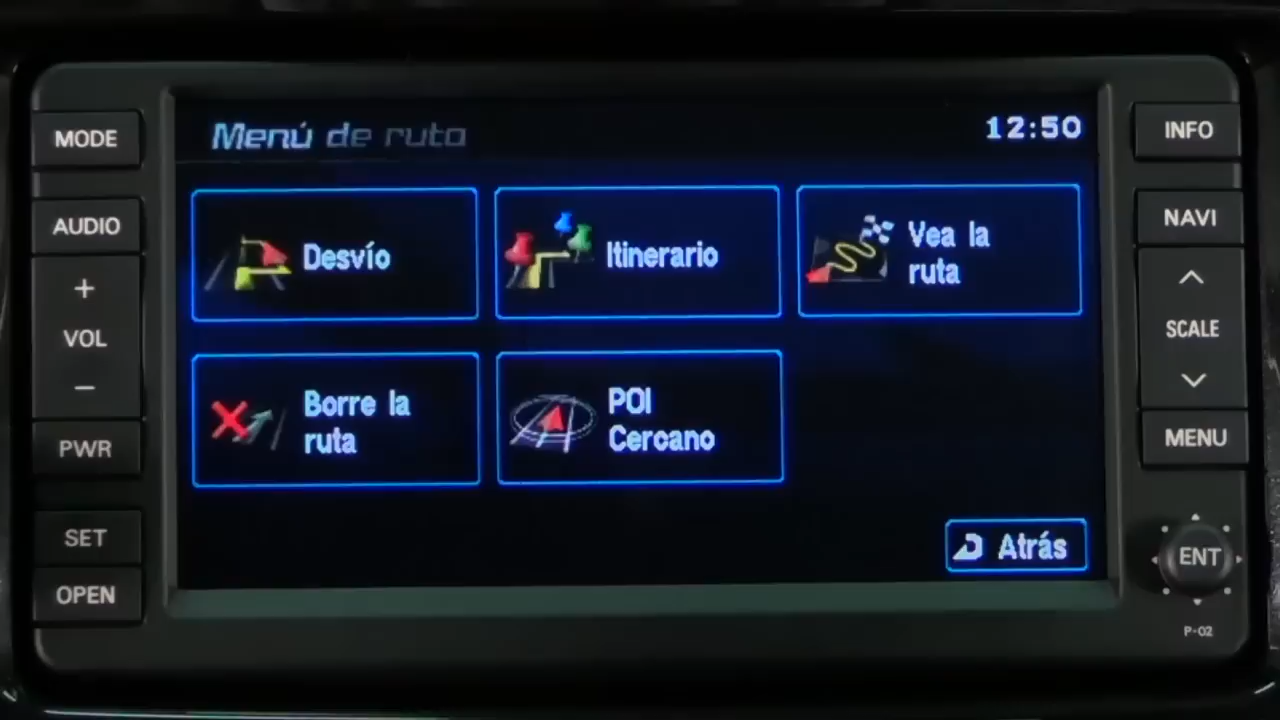 MODE
AUDIO
+
VOL
−
PWR
SET
OPEN
Menú de ruta
12:50
Desvío
Itinerario
Vea la
ruta
Borre la
ruta
POI
Cercano
Atrás
INFO
NAVI
SCALE
MENU
ENT
P-02